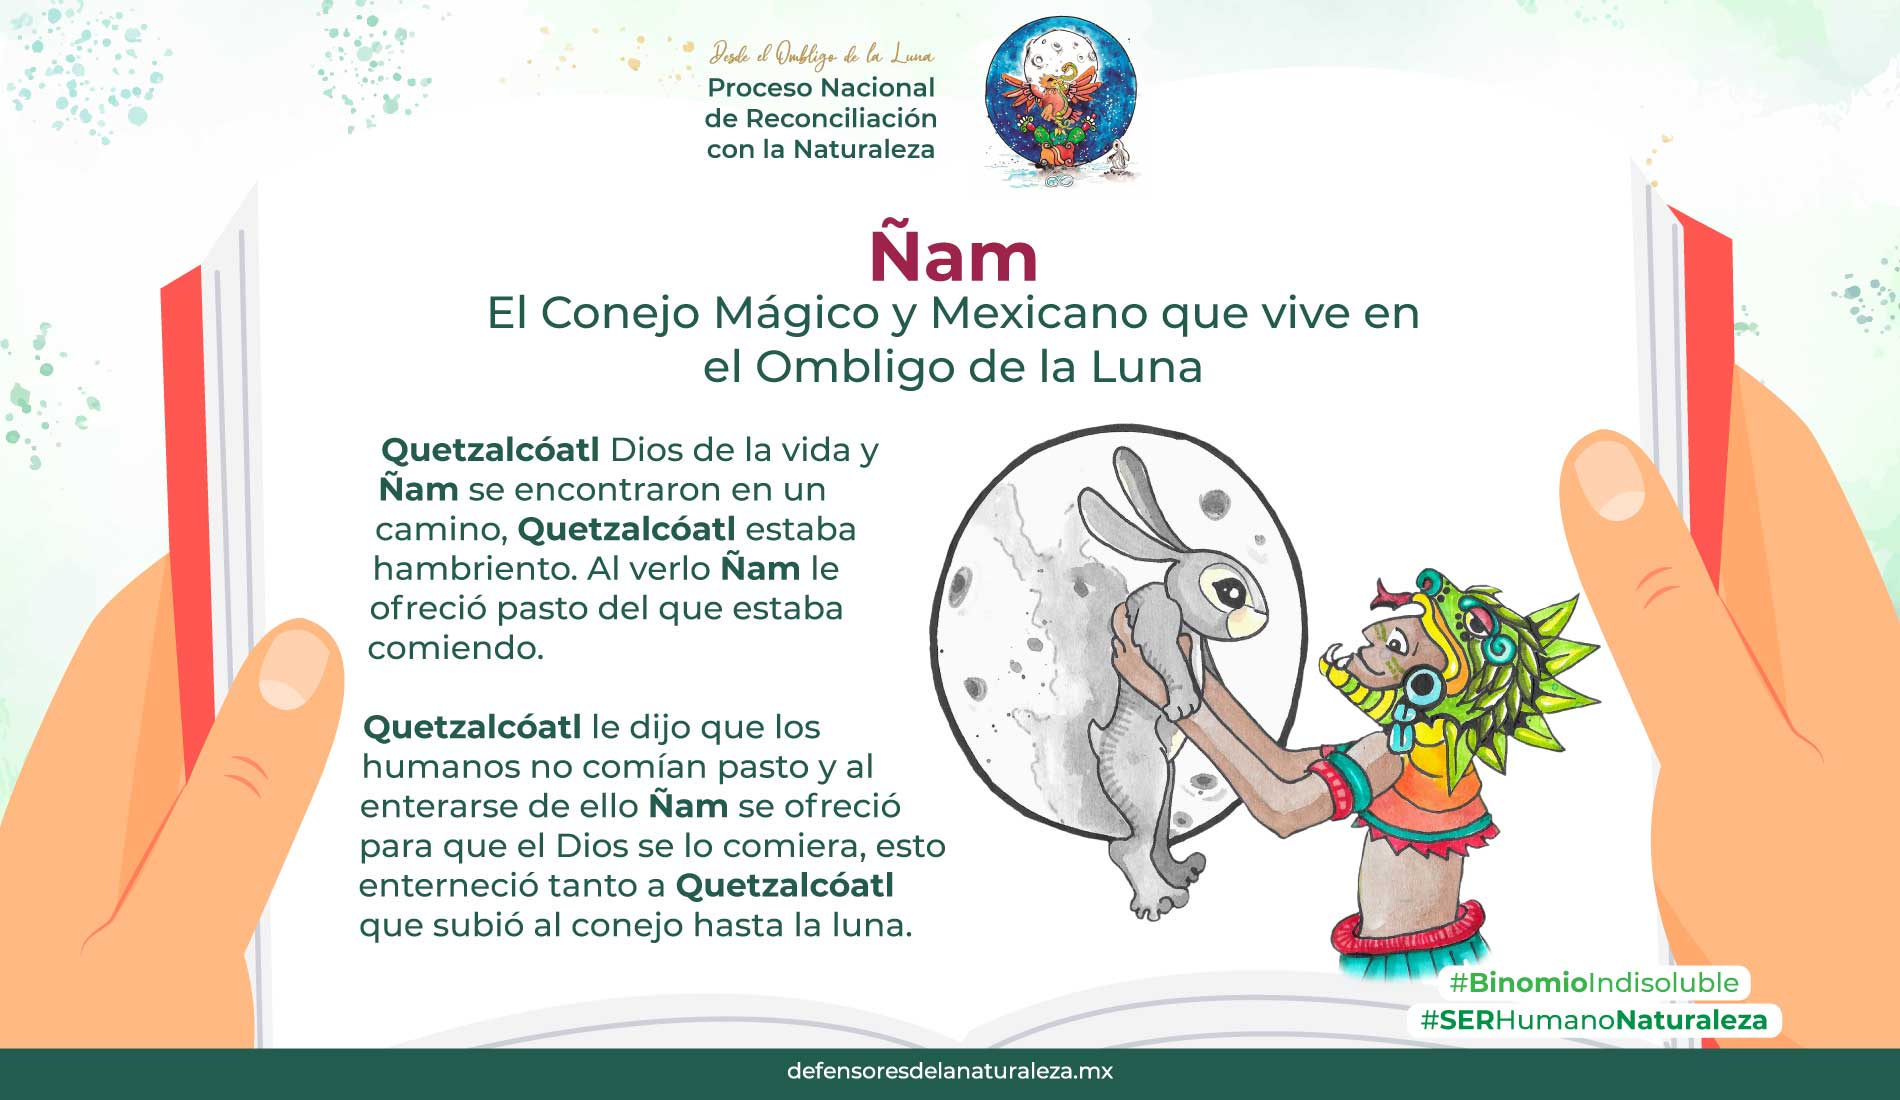 Desde el Ombligo de la Luna
Proceso Nacional
de Reconciliación
con la Naturaleza
Ñam
El Conejo Mágico y Mexicano que vive en
el Ombligo de la Luna
Quetzalcóatl Dios de la vida y
Ñam se encontraron en un
camino, Quetzalcóatl estaba
hambriento. Al verlo Ñam le
ofreció pasto del que estaba
comiendo.
Quetzalcóatl le dijo que los
humanos no comían pasto y al
enterarse de ello Ñam se ofreció
para que el Dios se lo comiera, esto
enterneció tanto a Quetzalcóatl
que subió al conejo hasta la luna.
#BinomioIndisoluble
#SERHumanoNaturaleza
defensoresdelanaturaleza.mx